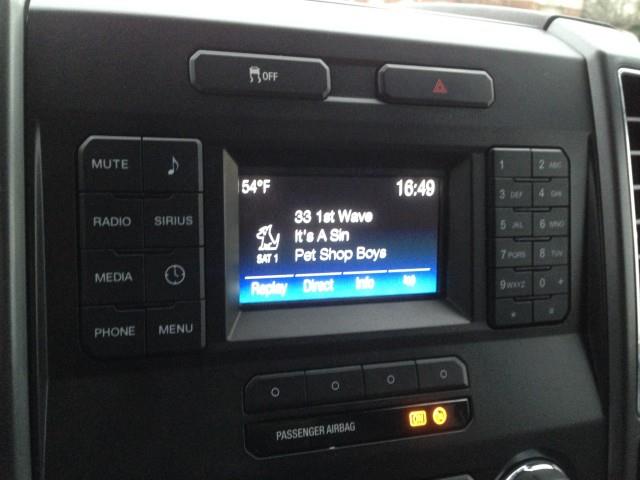 OFF
MUTE
RADIO
SIRIUS
MEDIA
PHONE
MENU
54°F
16:49
33 1st Wave
It's A Sin
SAT 1
Pet Shop Boys
Replay
Direct
Info
1
2 ABC
3 DEF
4 GHI
5 JKL
6 MNO
7 PQRS
8 TUV
9 WXYZ
0 +
*
#
PASSENGER AIRBAG
OFF